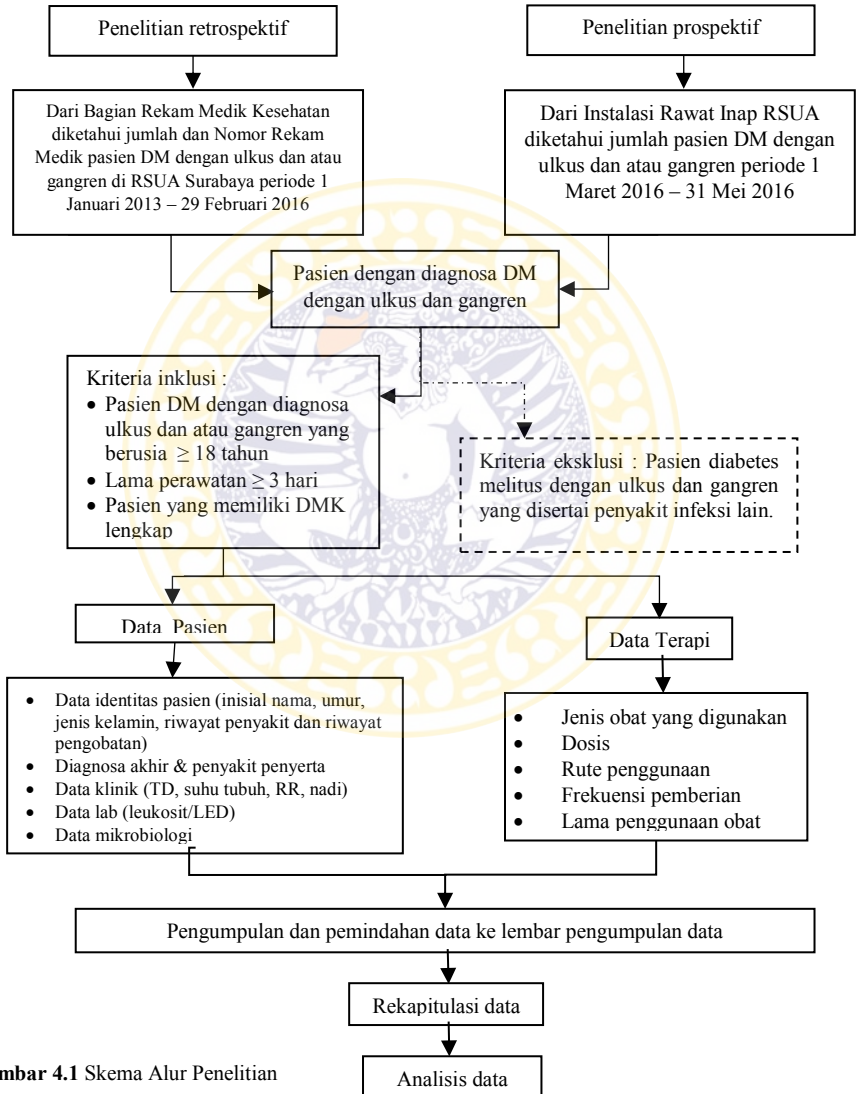 Penelitian retrospektif
Penelitian prospektif
Dari Bagian Rekam Medik Kesehatan
diketahui jumlah dan Nomor Rekam
Medik pasien DM dengan ulkus dan atau
gangren di RSUA Surabaya periode 1
Januari 2013 – 29 Februari 2016
Dari Instalasi Rawat Inap RSUA
diketahui jumlah pasien DM dengan
ulkus dan atau gangren periode 1
Maret 2016 – 31 Mei 2016
Pasien dengan diagnosa DM
dengan ulkus dan gangren
Kriteria inklusi :
• Pasien DM dengan diagnosa
ulkus dan atau gangren yang
berusia ≥ 18 tahun
• Lama perawatan ≥ 3 hari
• Pasien yang memiliki DMK
lengkap
Kriteria eksklusi : Pasien diabetes
melitus dengan ulkus dan gangren
yang disertai penyakit infeksi lain.
Data Pasien
Data Terapi
• Data identitas pasien (inisial nama, umur,
jenis kelamin, riwayat penyakit dan riwayat
pengobatan)
• Diagnosa akhir & penyakit penyerta
• Data klinik (TD, suhu tubuh, RR, nadi)
• Data lab (leukosit/LED)
• Data mikrobiologi
• Jenis obat yang digunakan
• Dosis
• Rute penggunaan
• Frekuensi pemberian
• Lama penggunaan obat
Pengumpulan dan pemindahan data ke lembar pengumpulan data
Rekapitulasi data
Analisis data
mbar 4.1 Skema Alur Penelitian